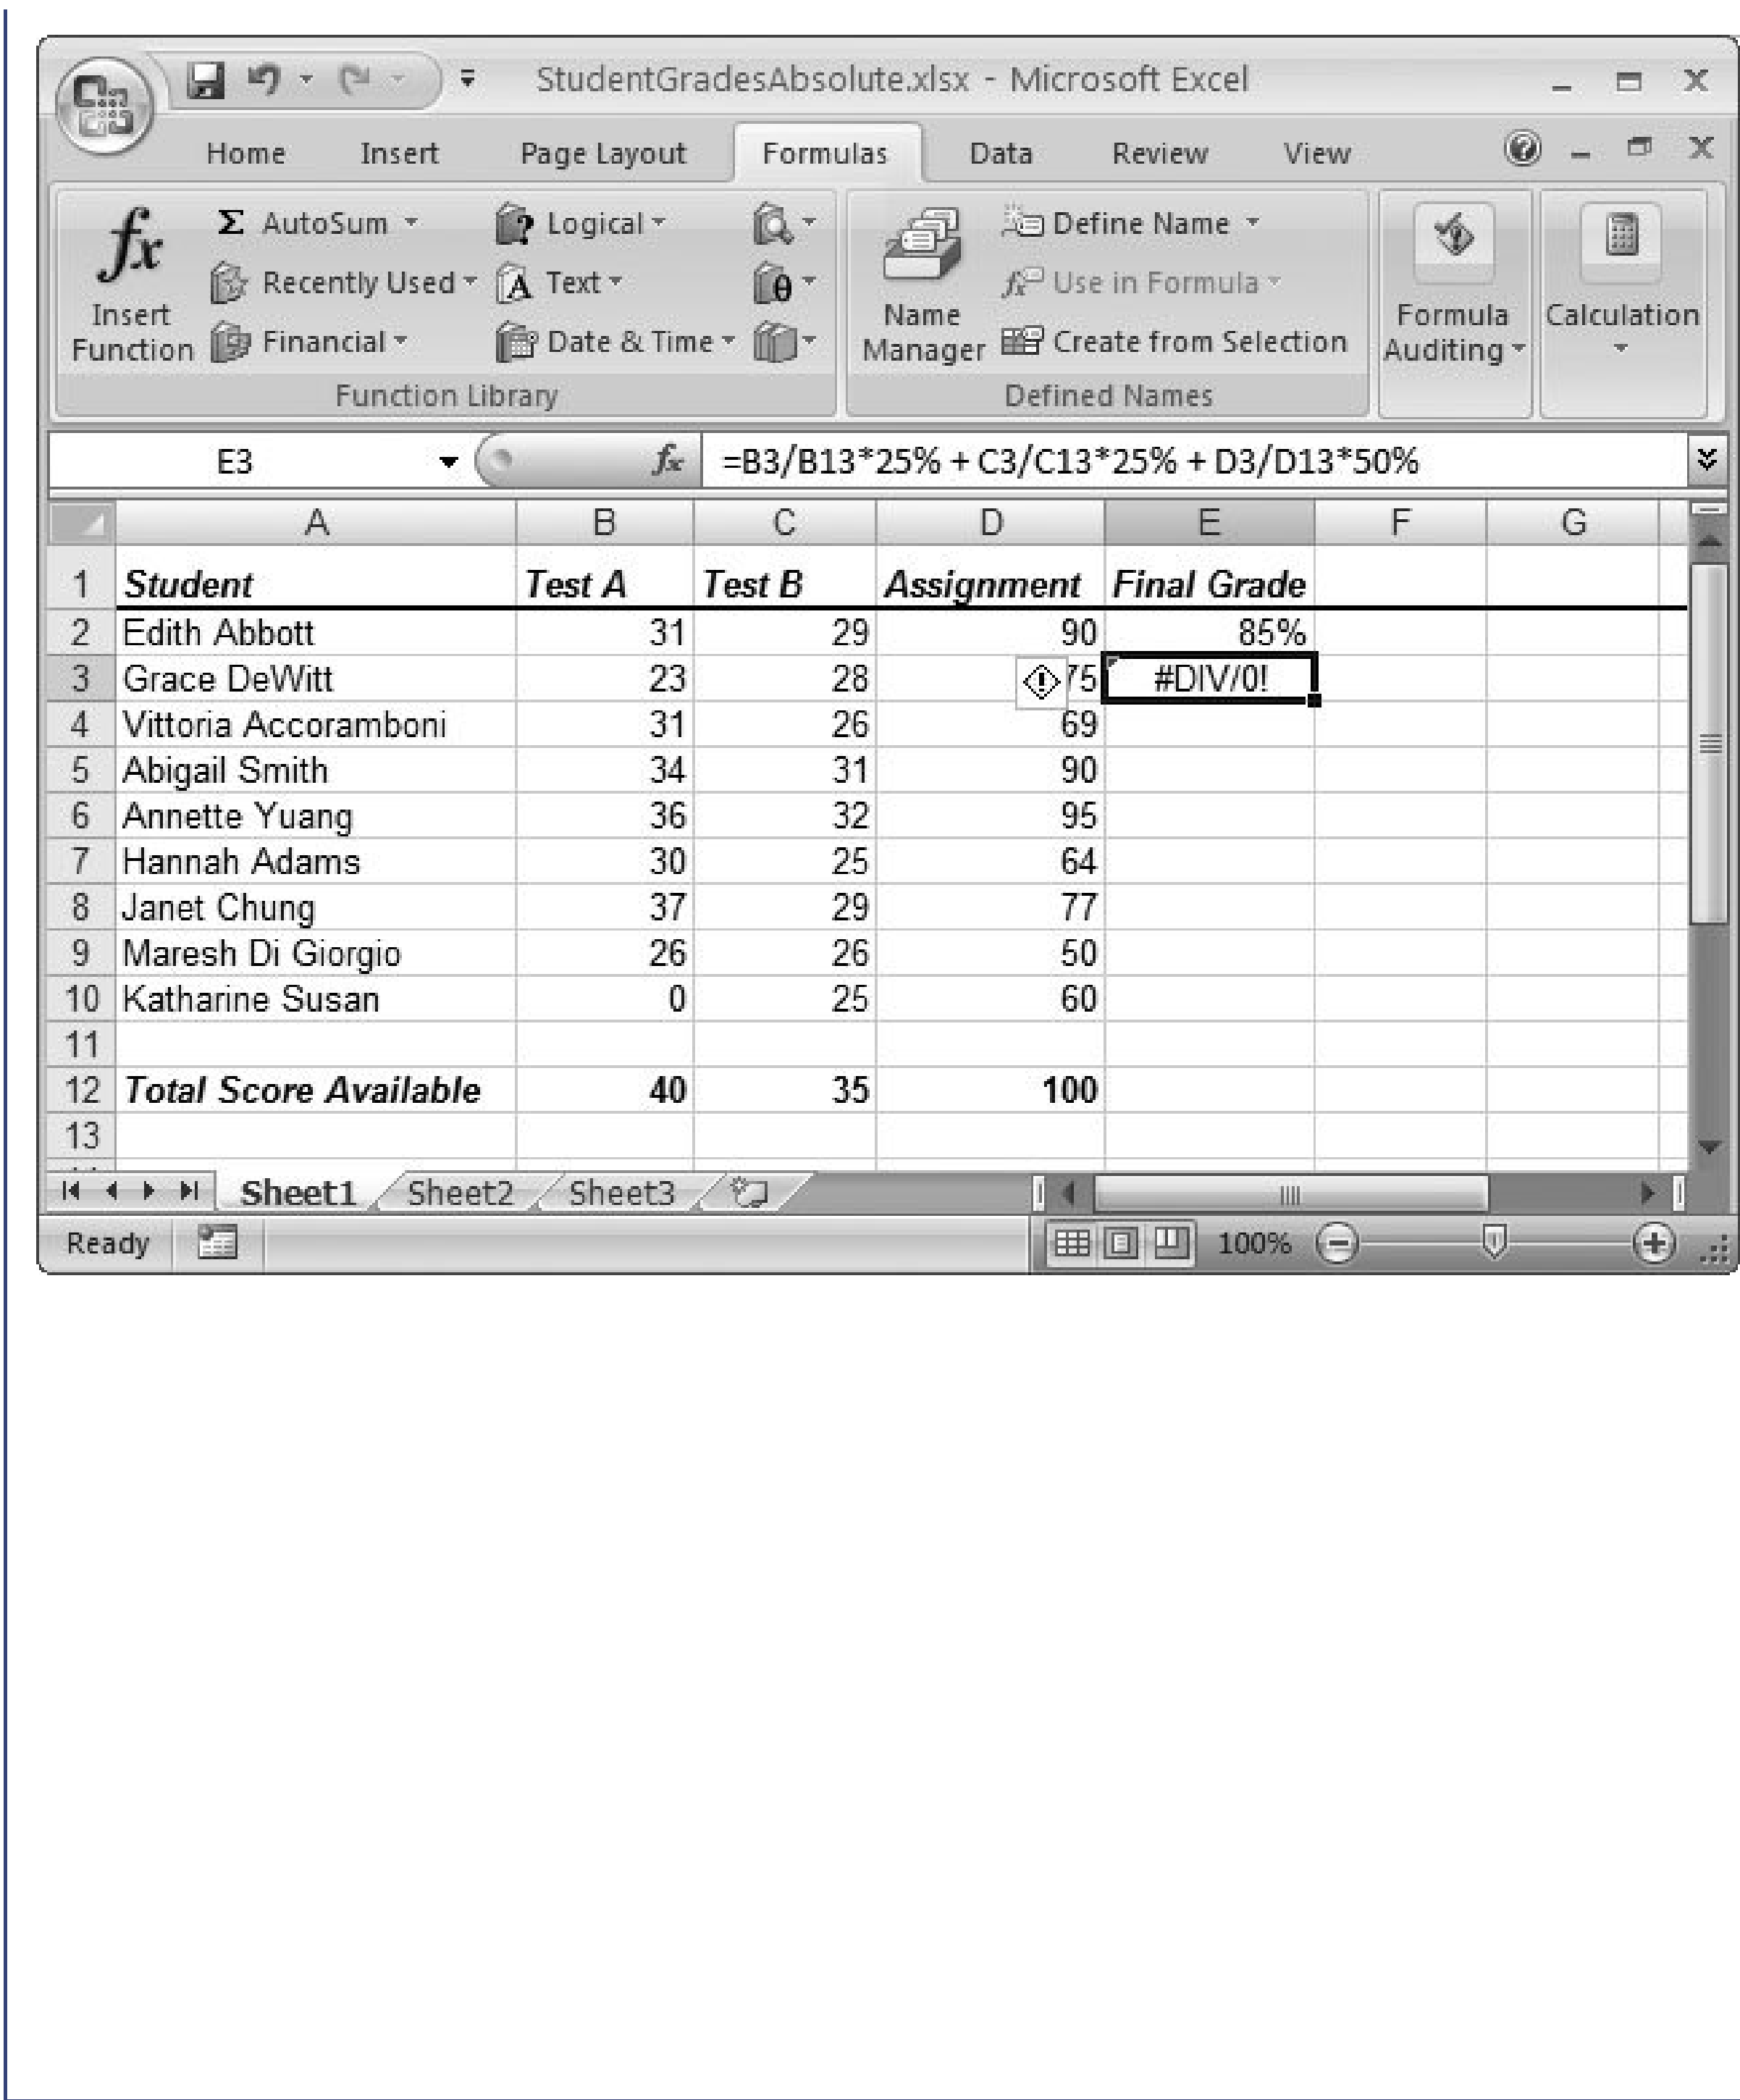 StudentGradesAbsolute.xlsx - Microsoft Excel
Home Insert Page Layout Formulas Data Review View
fx Σ AutoSum Logical Define Name
Recently Used A Text θ Use in Formula
Insert Function Financial Date & Time Name Manager Create from Selection Formula Auditing Calculation
Function Library Defined Names
E3 fx =B3/B13*25% + C3/C13*25% + D3/D13*50%
A B C D E F G
1 Student Test A Test B Assignment Final Grade
2 Edith Abbott 31 29 90 85%
3 Grace DeWitt 23 28 75 #DIV/0!
4 Vittoria Accoramboni 31 26 69
5 Abigail Smith 34 31 90
6 Annette Yuang 36 32 95
7 Hannah Adams 30 25 64
8 Janet Chung 37 29 77
9 Maresh Di Giorgio 26 26 50
10 Katharine Susan 0 25 60
11
12 Total Score Available 40 35 100
13
Sheet1 Sheet2 Sheet3
Ready 100%